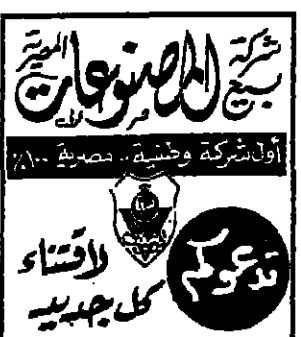 شركة
بيع المصنوعات
المصرية
أول شركة وطنية .. مصرية ١٠٠٪
تدعوكم
لاقتناء
كل جديد